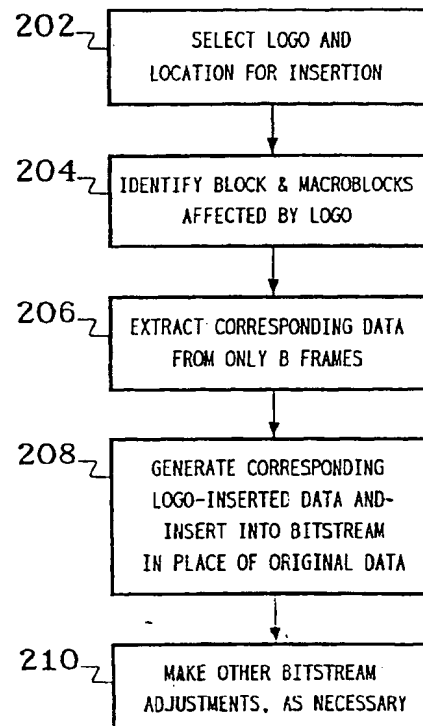 202
SELECT LOGO AND
LOCATION FOR INSERTION
204
IDENTIFY BLOCK & MACROBLOCKS
AFFECTED BY LOGO
206
EXTRACT CORRESPONDING DATA
FROM ONLY B FRAMES
208
GENERATE CORRESPONDING
LOGO-INSERTED DATA AND-
INSERT INTO BITSTREAM
IN PLACE OF ORIGINAL DATA
210
MAKE OTHER BITSTREAM
ADJUSTMENTS, AS NECESSARY